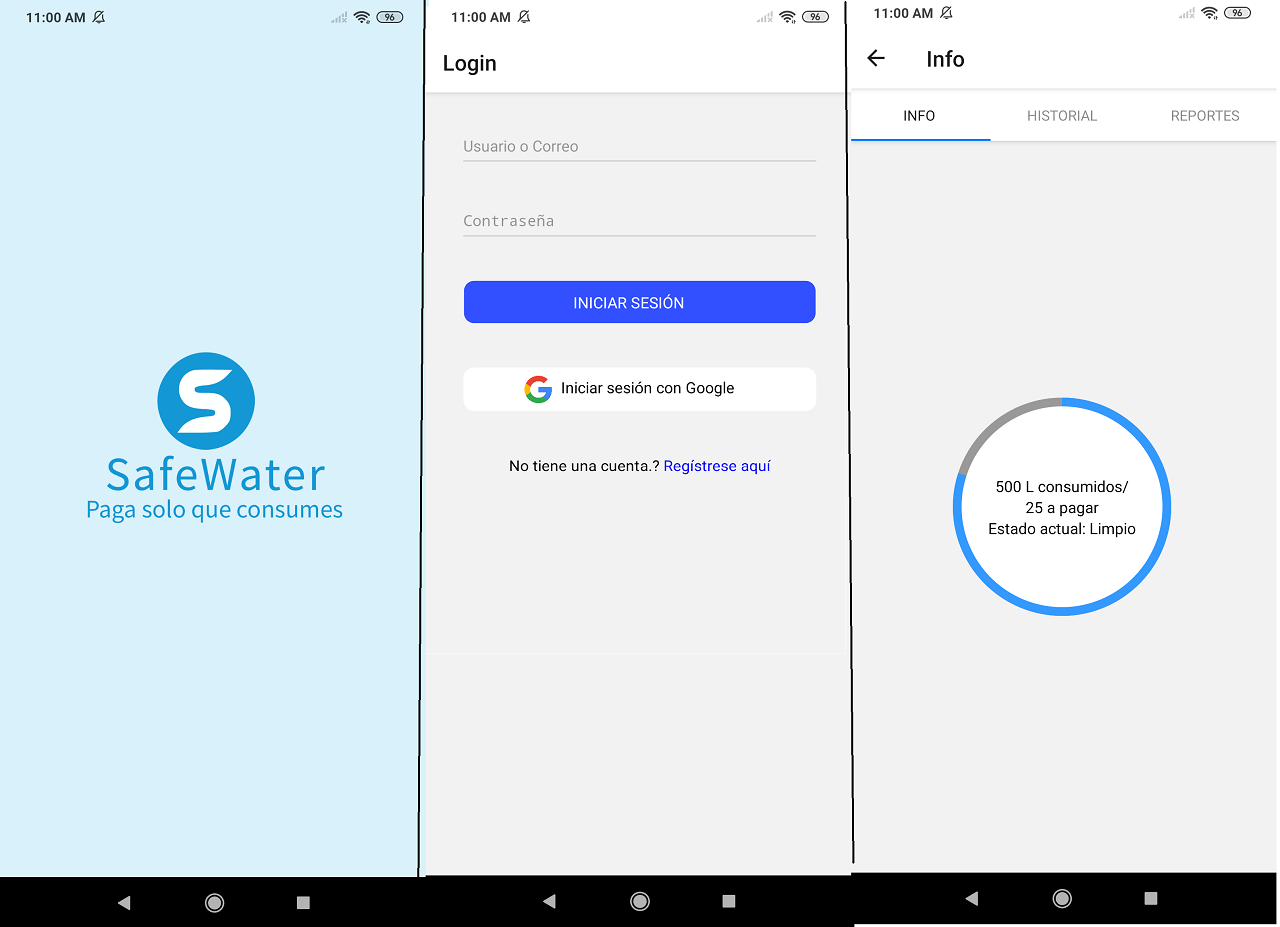 11:00 AM
96
SafeWater
Paga solo que consumes
11:00 AM
96
Login
Usuario o Correo
Contraseña
INICIAR SESIÓN
Iniciar sesión con Google
No tiene una cuenta.? Regístrese aquí
11:00 AM
96
Info
INFO
HISTORIAL
REPORTES
500 L consumidos/
25 a pagar
Estado actual: Limpio